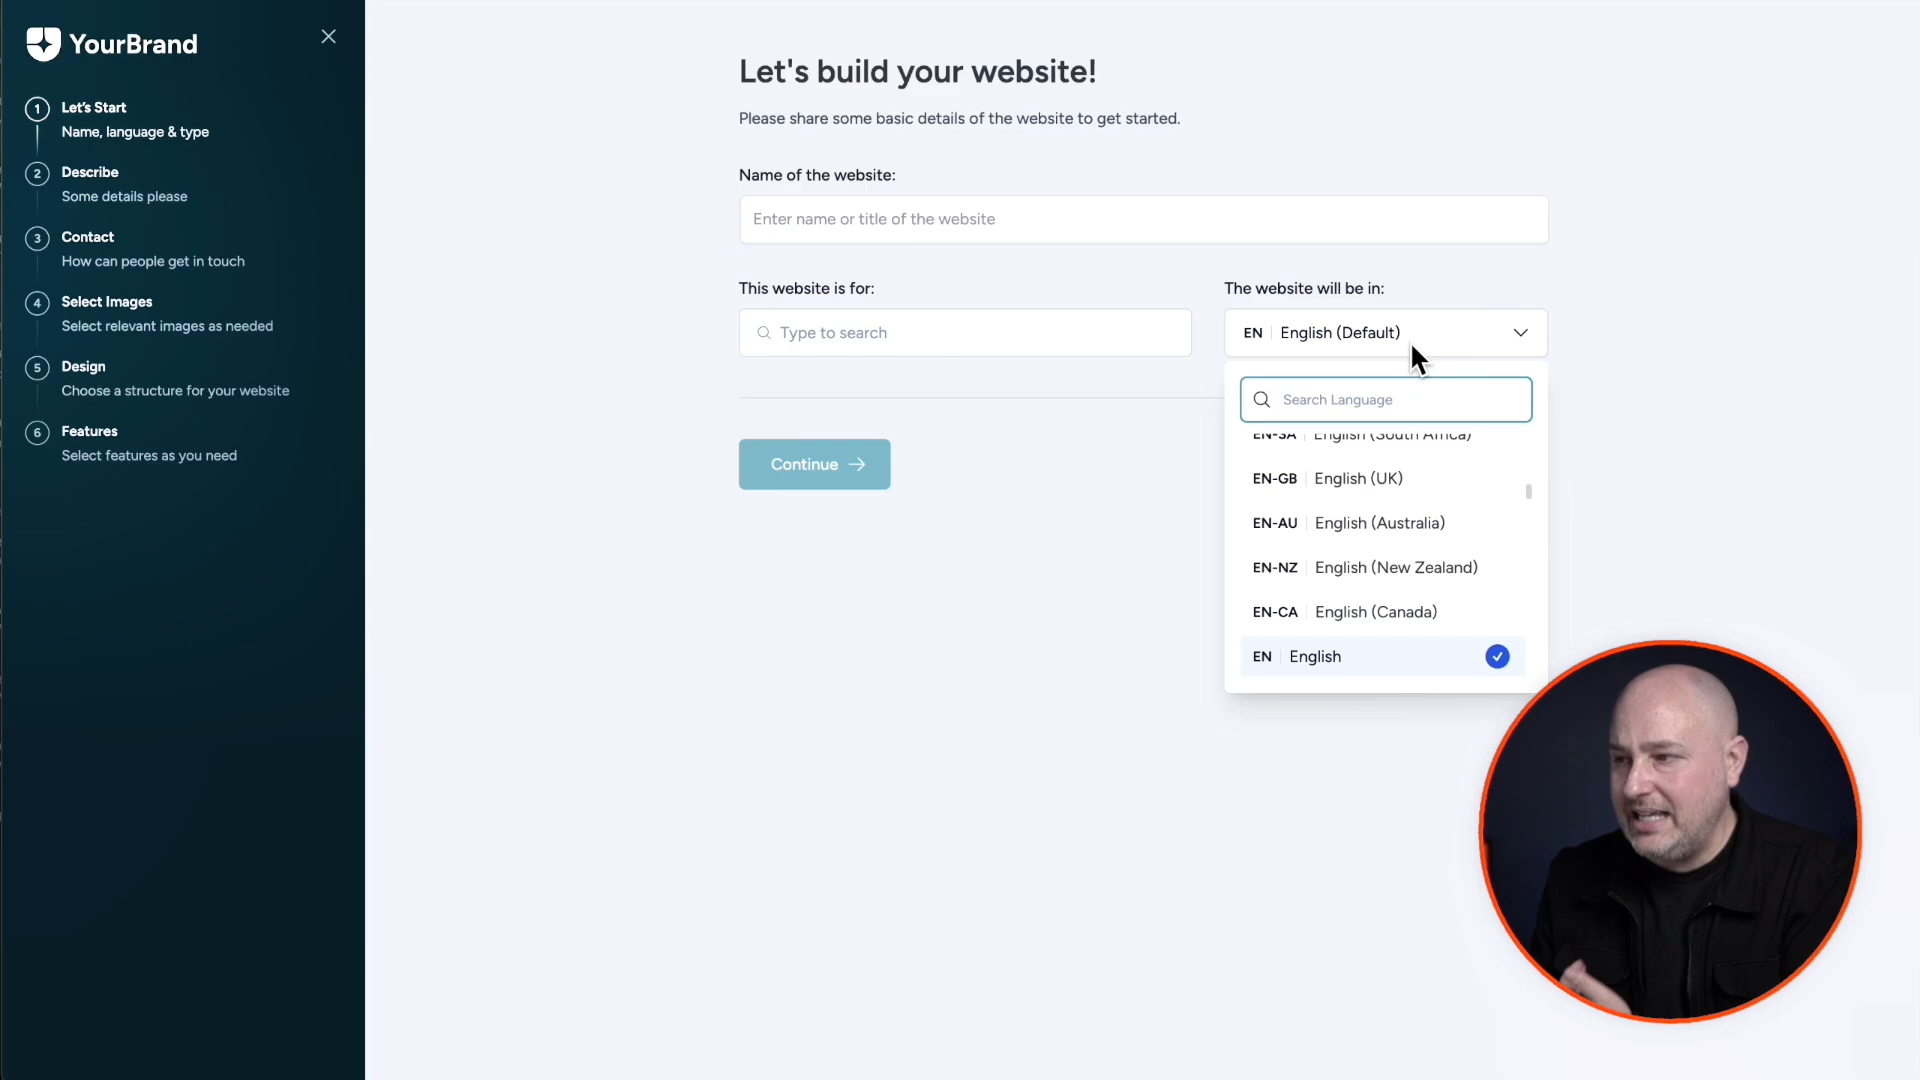 YourBrand
1
Let's Start
Name, language & type
2
Describe
Some details please
3
Contact
How can people get in touch
4
Select Images
Select relevant images as needed
5
Design
Choose a structure for your website
6
Features
Select features as you need
Let's build your website!
Please share some basic details of the website to get started.
Name of the website:
Enter name or title of the website
This website is for:
Type to search
The website will be in:
EN English (Default)
Search Language
EN-SA English (South Africa)
EN-GB English (UK)
EN-AU English (Australia)
EN-NZ English (New Zealand)
EN-CA English (Canada)
EN English
Continue